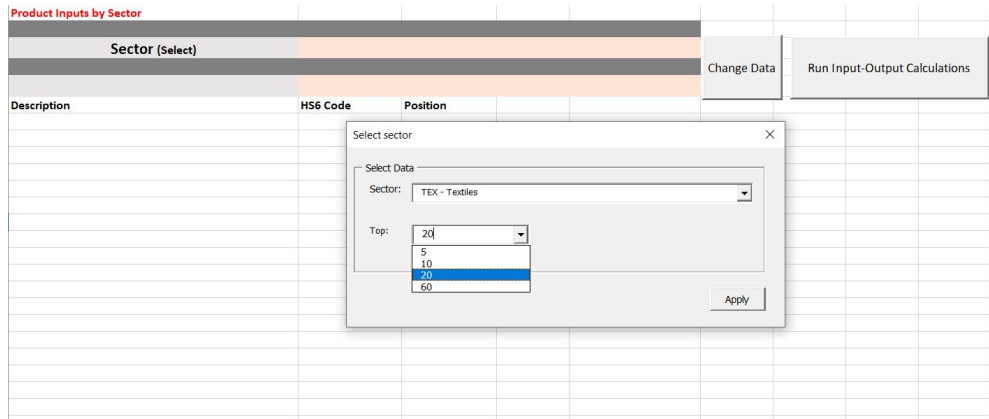 Product Inputs by Sector
Sector (Select)
Change Data
Run Input-Output Calculations
Description HS6 Code Position
Select sector
Select Data
Sector: TEX - Textiles
Top: 20
5
10
20
60
Apply